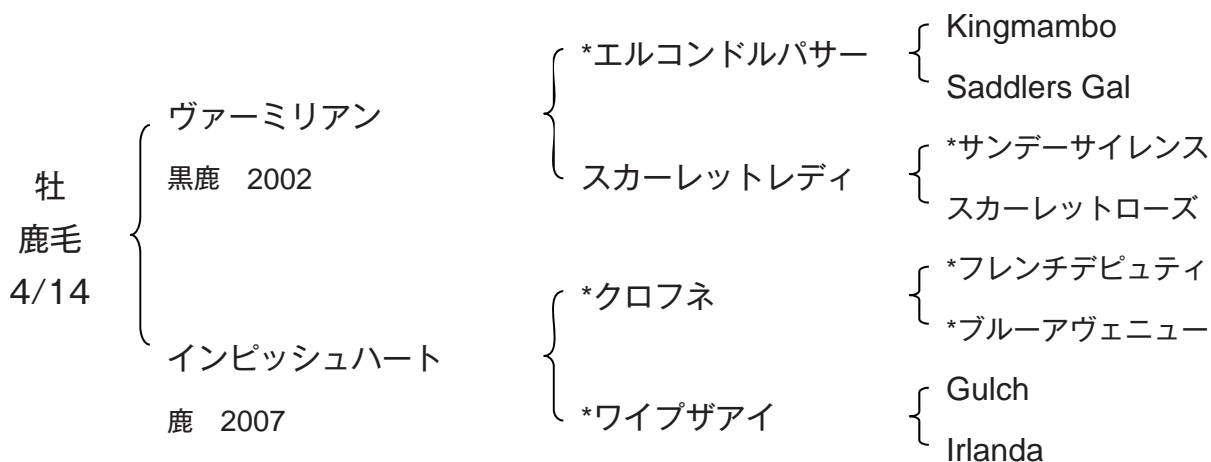 牡
鹿毛
4/14
ヴァーミリアン
黒鹿 2002
インピッシュハート
鹿 2007
*エルコンドルパサー
スカーレットレディ
*クロフネ
*ワイプザアイ
Kingmambo
Saddlers Gal
*サンデーサイレンス
スカーレットローズ
*フレンチデピュティ
*ブルーアヴェニュー
Gulch
Irlanda